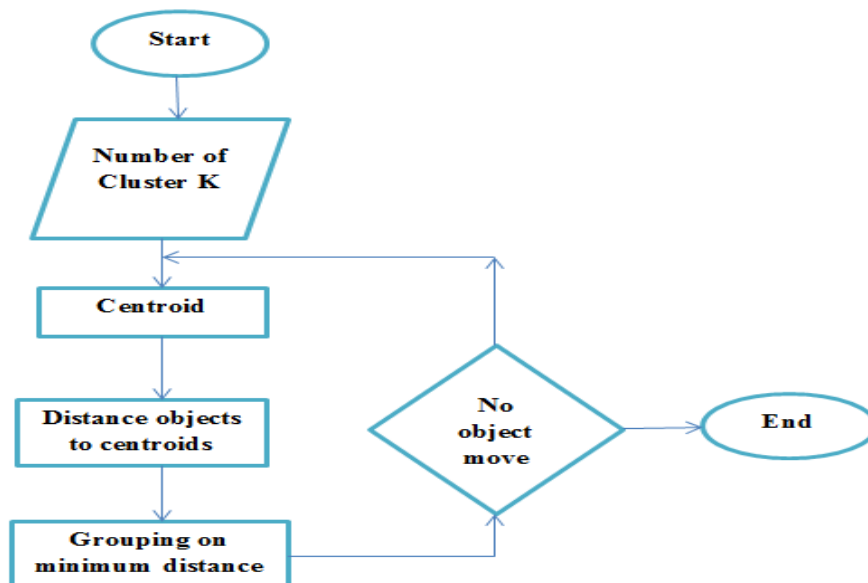 Start
Number of
Cluster K
Centroid
Distance objects
to centroids
Grouping on
minimum distance
No
object
move
End